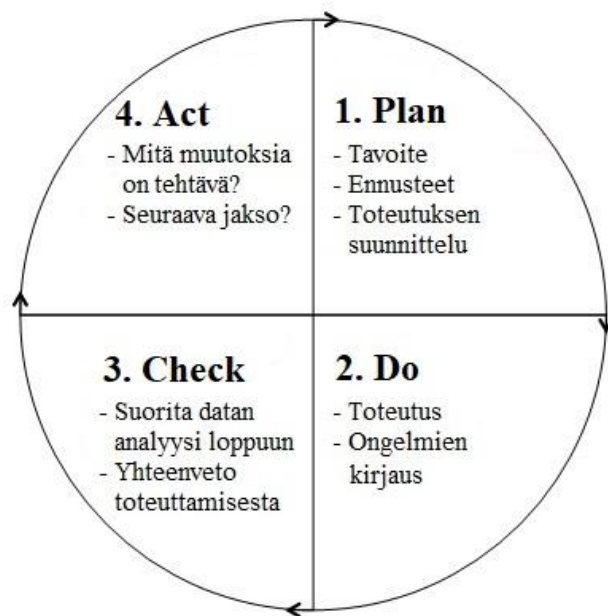 1. Plan
- Tavoite
- Ennusteet
- Toteutuksen
suunnittelu
2. Do
- Toteutus
- Ongelmien
kirjaus
3. Check
- Suorita datan
analyysi loppuun
- Yhteenveto
toteuttamisesta
4. Act
- Mitä muutoksia
on tehtävä?
- Seuraava jakso?